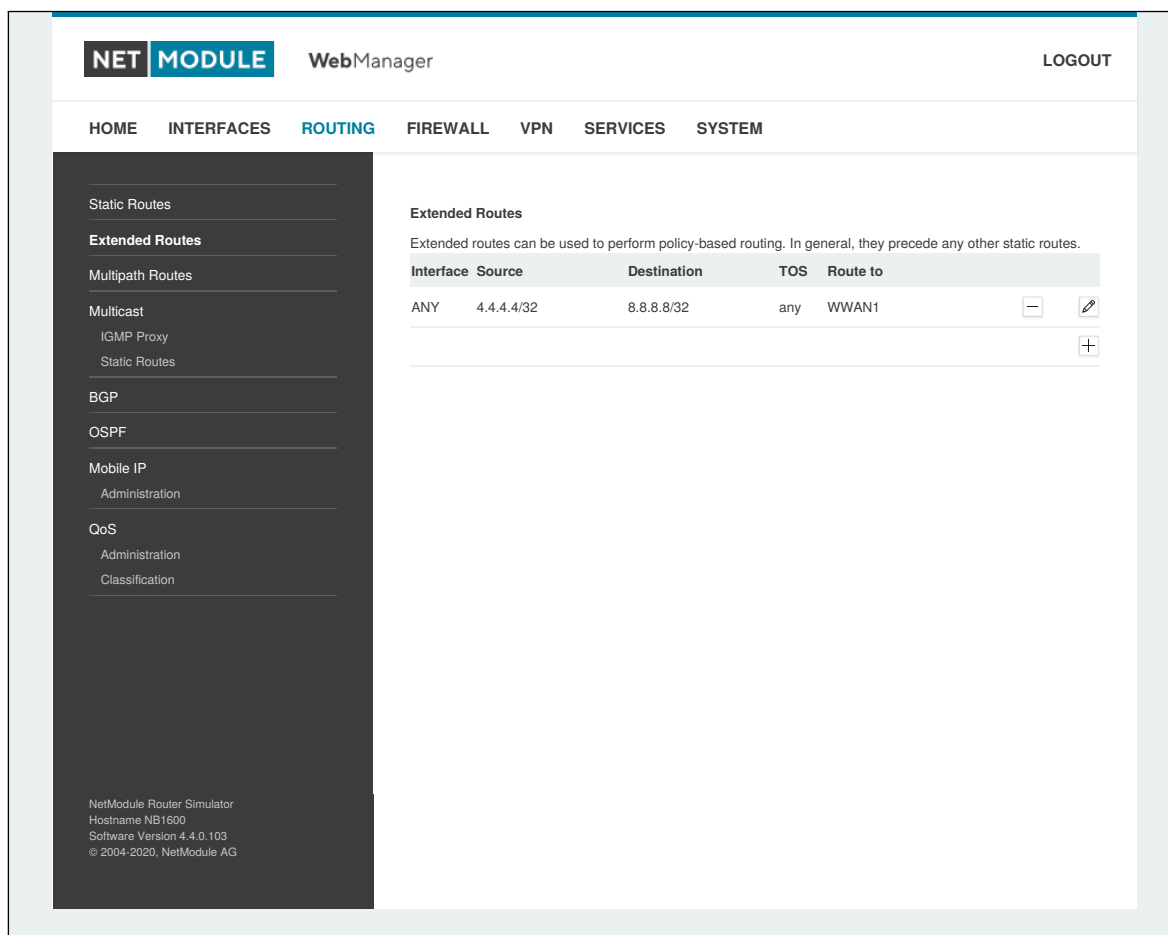 NET MODULE WebManager LOGOUT
HOME INTERFACES ROUTING FIREWALL VPN SERVICES SYSTEM
Static Routes
Extended Routes
Multipath Routes
Multicast
IGMP Proxy
Static Routes
BGP
OSPF
Mobile IP
Administration
QoS
Administration
Classification
NetModule Router Simulator
Hostname NB1600
Software Version 4.4.0.103
© 2004-2020, NetModule AG
Extended Routes
Extended routes can be used to perform policy-based routing. In general, they precede any other static routes.
Interface Source Destination TOS Route to
ANY 4.4.4.4/32 8.8.8.8/32 any WWAN1